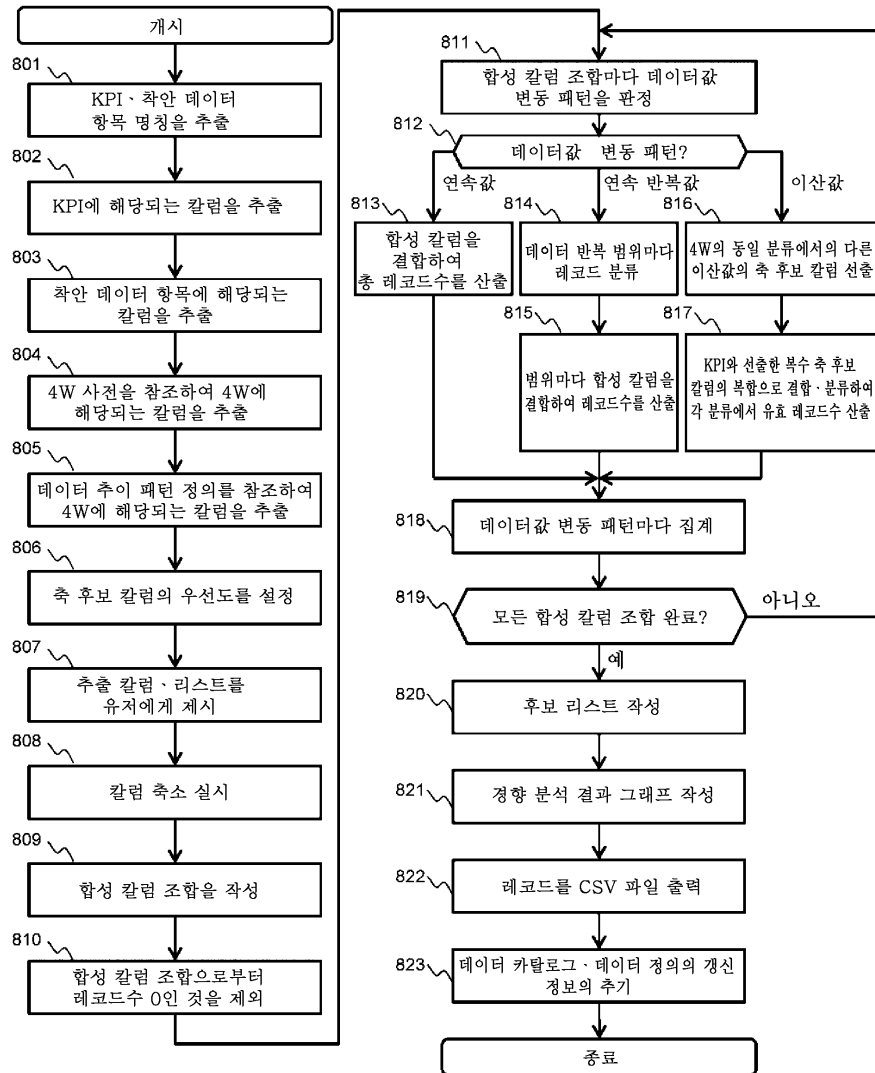 개시
801
KPI·착안 데이터
항목 명칭을 추출
802
KPI에 해당되는 칼럼을 추출
803
착안 데이터 항목에 해당되는
칼럼을 추출
804
4W 사전을 참조하여 4W에
해당되는 칼럼을 추출
805
데이터 추이 패턴 정의를 참조하여
4W에 해당되는 칼럼을 추출
806
축 후보 칼럼의 우선도를 설정
807
추출 칼럼·리스트를
유저에게 제시
808
칼럼 축소 실시
809
합성 칼럼 조합을 작성
810
합성 칼럼 조합으로부터
레코드수 0인 것을 제외
811
합성 칼럼 조합마다 데이터값
변동 패턴을 판정
812
데이터값 변동 패턴?
연속값
연속 반복값
이산값
813
합성 칼럼을
결합하여
총 레코드수를 산출
814
데이터 반복 범위마다
레코드 분류
815
범위마다 합성 칼럼을
결합하여 레코드수를 산출
816
4W의 동일 분류에서의 다른
이산값의 축 후보 칼럼 선출
817
KPI와 선출한 복수 축 후보
칼럼의 복합으로 결합·분류하여
각 분류에서 유효 레코드수 산출
818
데이터값 변동 패턴마다 집계
819
모든 합성 칼럼 조합 완료?
아니오
예
820
후보 리스트 작성
821
경향 분석 결과 그래프 작성
822
레코드를 CSV 파일 출력
823
데이터 카탈로그·데이터 정의의 갱신
정보의 추기
종료